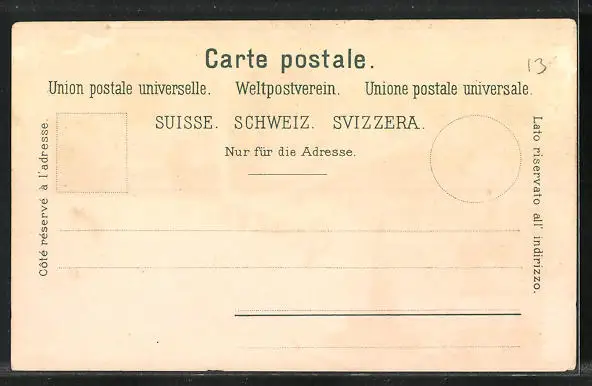 Carte postale.
13
Union postale universelle. Weltpostverein. Unione postale universale.
SUISSE. SCHWEIZ. SVIZZERA.
Nur für die Adresse.
Côté réservé à l'adresse.
Lato riservato all' indirizzo.